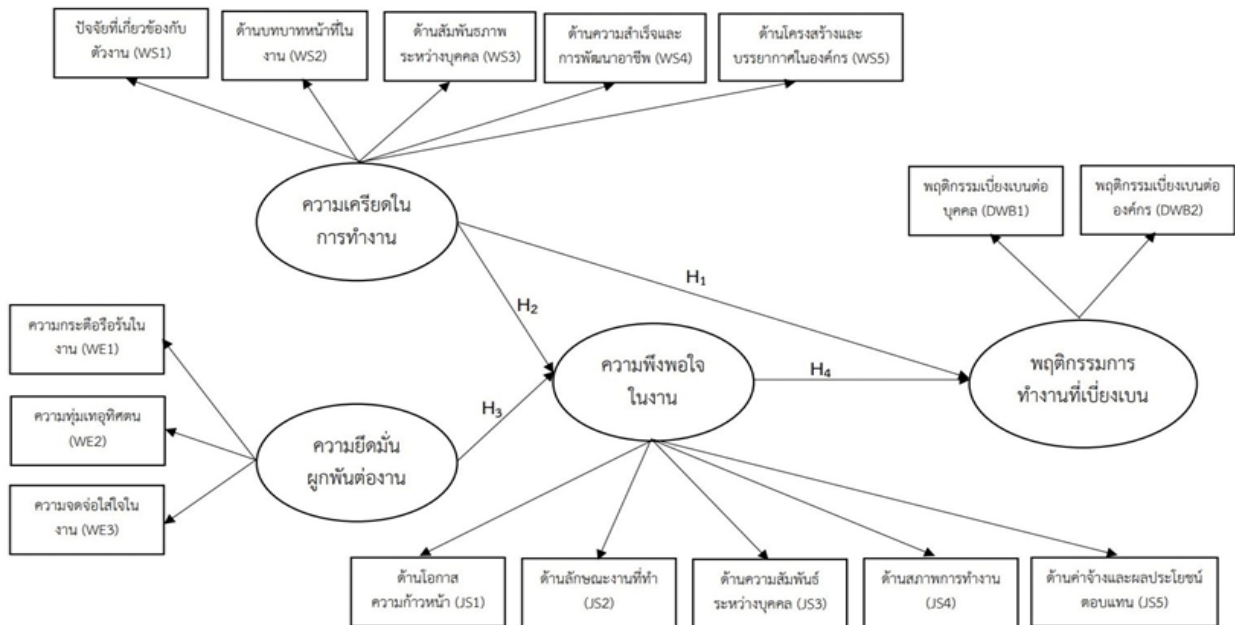 ปัจจัยที่เกี่ยวข้องกับ
ตัวงาน (WS1)
ด้านบทบาทหน้าที่ใน
งาน (WS2)
ด้านสัมพันธภาพ
ระหว่างบุคคล (WS3)
ด้านความสำเร็จและ
การพัฒนาอาชีพ (WS4)
ด้านโครงสร้างและ
บรรยากาศในองค์กร (WS5)
ความเครียดใน
การทำงาน
พฤติกรรมเบี่ยงเบนต่อ
บุคคล (DWB1)
พฤติกรรมเบี่ยงเบนต่อ
องค์กร (DWB2)
H₁
H₂
ความกระตือรือร้นใน
งาน (WE1)
ความพึงพอใจ
ในงาน
H₄
พฤติกรรมการ
ทำงานที่เบี่ยงเบน
H₃
ความทุ่มเทอุทิศตน
(WE2)
ความยึดมั่น
ผูกพันต่องาน
ความจดจ่อใส่ใจใน
งาน (WE3)
ด้านโอกาส
ความก้าวหน้า (JS1)
ด้านลักษณะงานที่ทำ
(JS2)
ด้านความสัมพันธ์
ระหว่างบุคคล (JS3)
ด้านสภาพการทำงาน
(JS4)
ด้านค่าจ้างและผลประโยชน์
ตอบแทน (JS5)